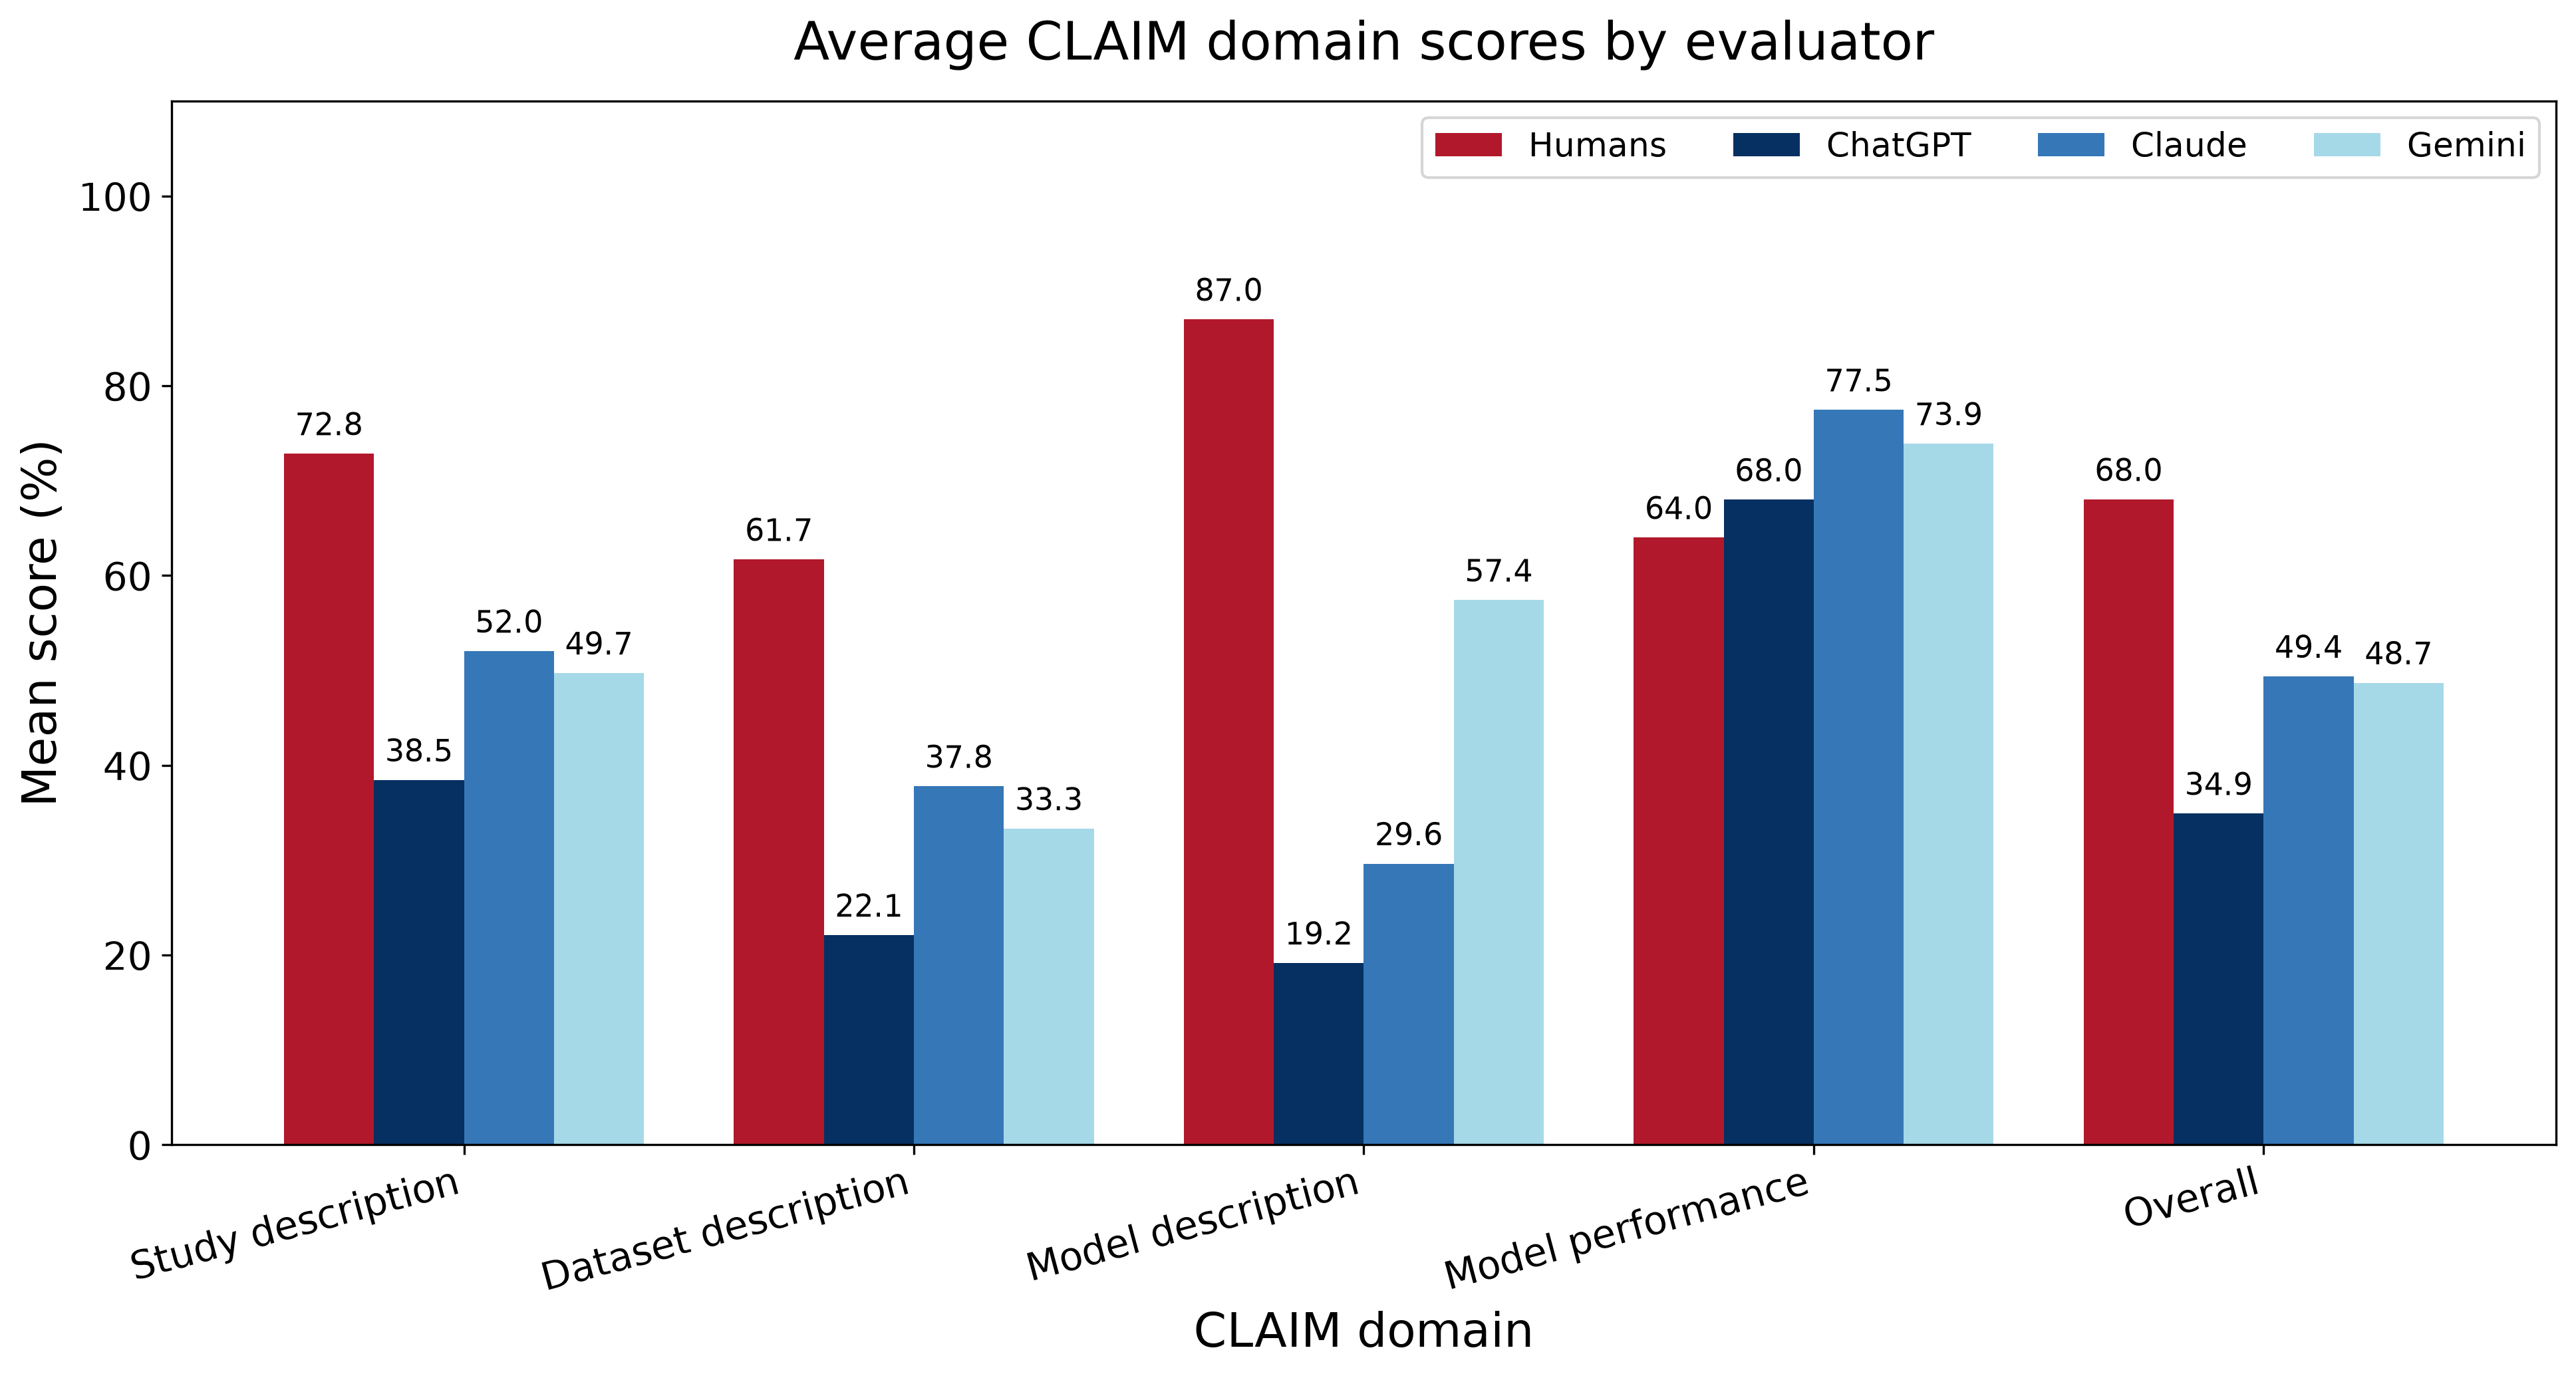 Average CLAIM domain scores by evaluator
Humans ChatGPT Claude Gemini
Mean score (%)
100
80
60
40
20
0
72.8 38.5 52.0 49.7
61.7 22.1 37.8 33.3
87.0 19.2 29.6 57.4
64.0 68.0 77.5 73.9
68.0 34.9 49.4 48.7
Study description
Dataset description
Model description
Model performance
Overall
CLAIM domain